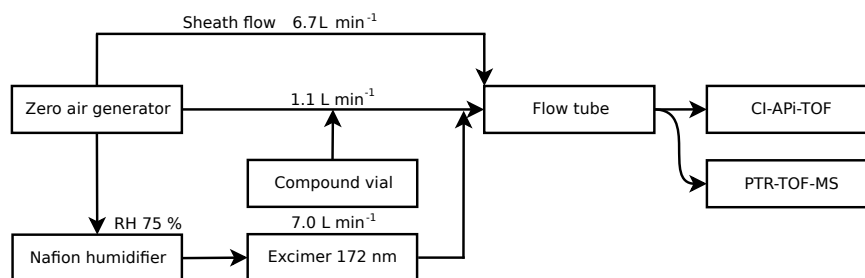 Sheath flow 6.7L min-1
Zero air generator
1.1 L min-1
Flow tube
CI-APi-TOF
Compound vial
PTR-TOF-MS
RH 75 %
7.0 L min-1
Nafion humidifier
Excimer 172 nm